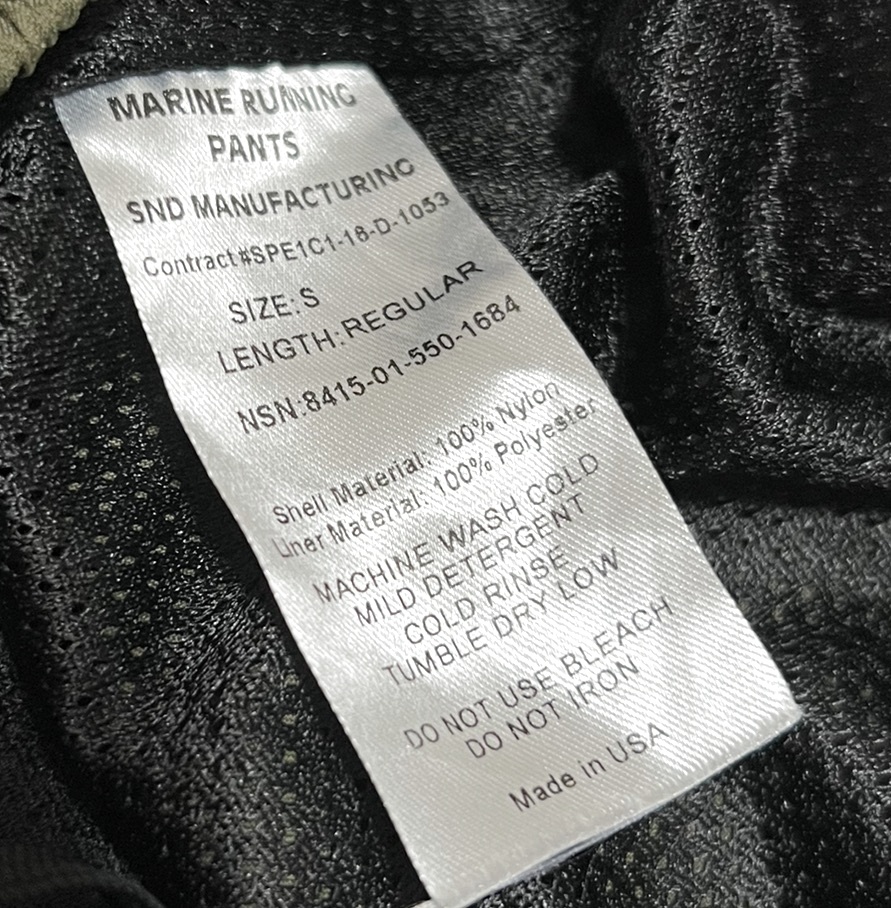 MARINE RUNNING
PANTS
SND MANUFACTURING
Contract#SPE1C1-18-D-1053
SIZE:S
LENGTH:REGULAR
NSN:8415-01-550-1684
Shell Material: 100% Nylon
Liner Material: 100% Polyester
MACHINE WASH COLD
MILD DETERGENT
COLD RINSE
TUMBLE DRY LOW
DO NOT USE BLEACH
DO NOT IRON
Made in USA